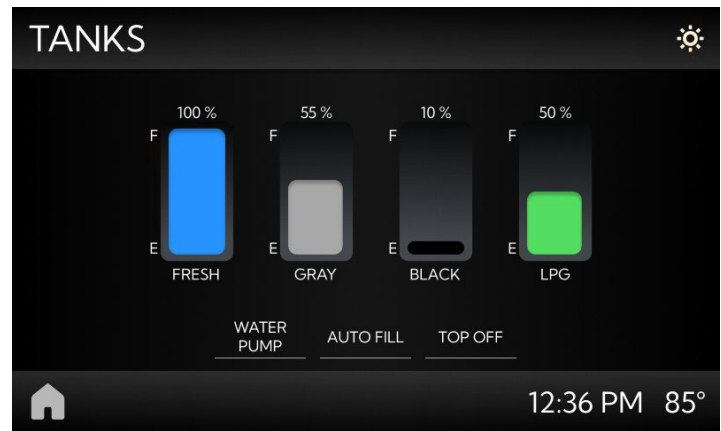 TANKS
100 %
55 %
10 %
50 %
F
F
F
F
E
E
E
E
FRESH
GRAY
BLACK
LPG
WATER
PUMP
AUTO FILL
TOP OFF
12:36 PM
85°